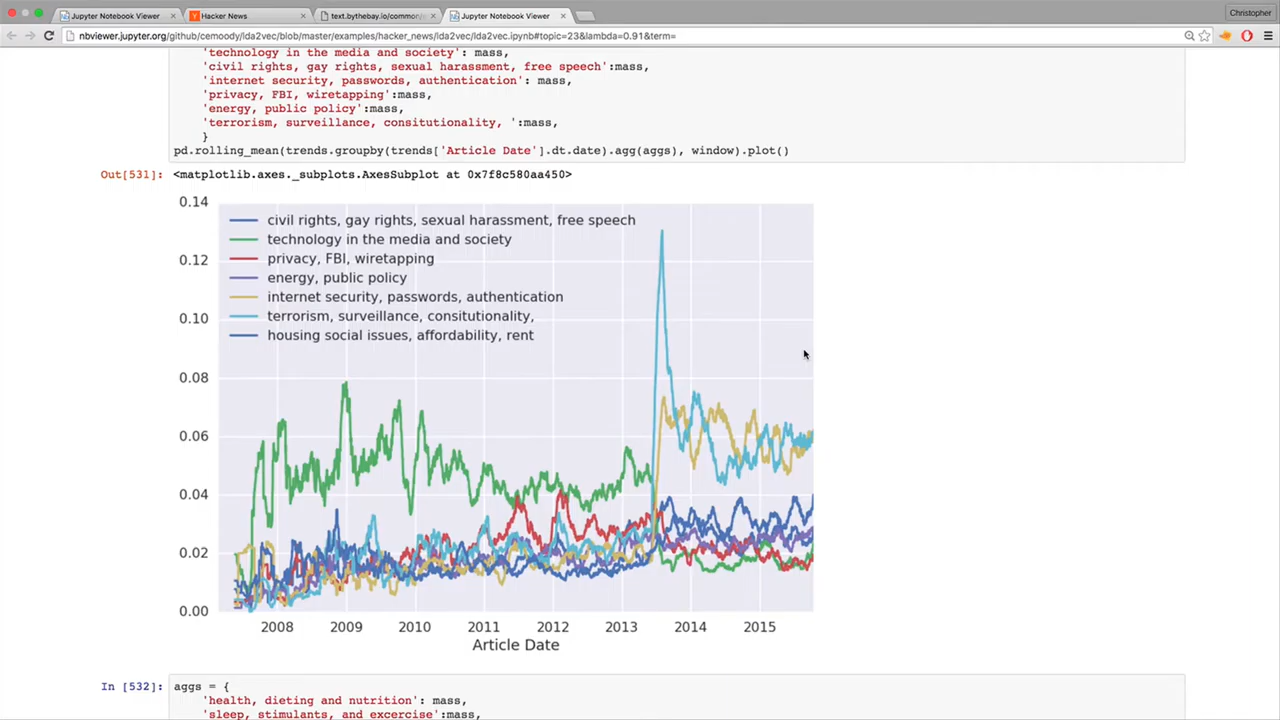 Jupyter Notebook Viewer
Hacker News
text.bythebay.io/common/
Jupyter Notebook Viewer
Christopher
nbviewer.jupyter.org/github/cemoody/lda2vec/blob/master/examples/hacker_news/lda2vec/lda2vec.ipynb#topic=23&lambda=0.91&term=
'technology in the media and society': mass,
'civil rights, gay rights, sexual harassment, free speech':mass,
'internet security, passwords, authentication': mass,
'privacy, FBI, wiretapping':mass,
'energy, public policy':mass,
'terrorism, surveillance, consitutionality, ':mass,
}
pd.rolling_mean(trends.groupby(trends['Article Date'].dt.date).agg(aggs), window).plot()
Out[531]: <matplotlib.axes._subplots.AxesSubplot at 0x7f8c580aa450>
0.14
civil rights, gay rights, sexual harassment, free speech
technology in the media and society
0.12
privacy, FBI, wiretapping
energy, public policy
internet security, passwords, authentication
0.10
terrorism, surveillance, consitutionality,
housing social issues, affordability, rent
0.08
0.06
0.04
0.02
0.00
2008 2009 2010 2011 2012 2013 2014 2015
Article Date
In [532]: aggs = {
'health, dieting and nutrition': mass,
'sleep, stimulants, and excercise':mass,